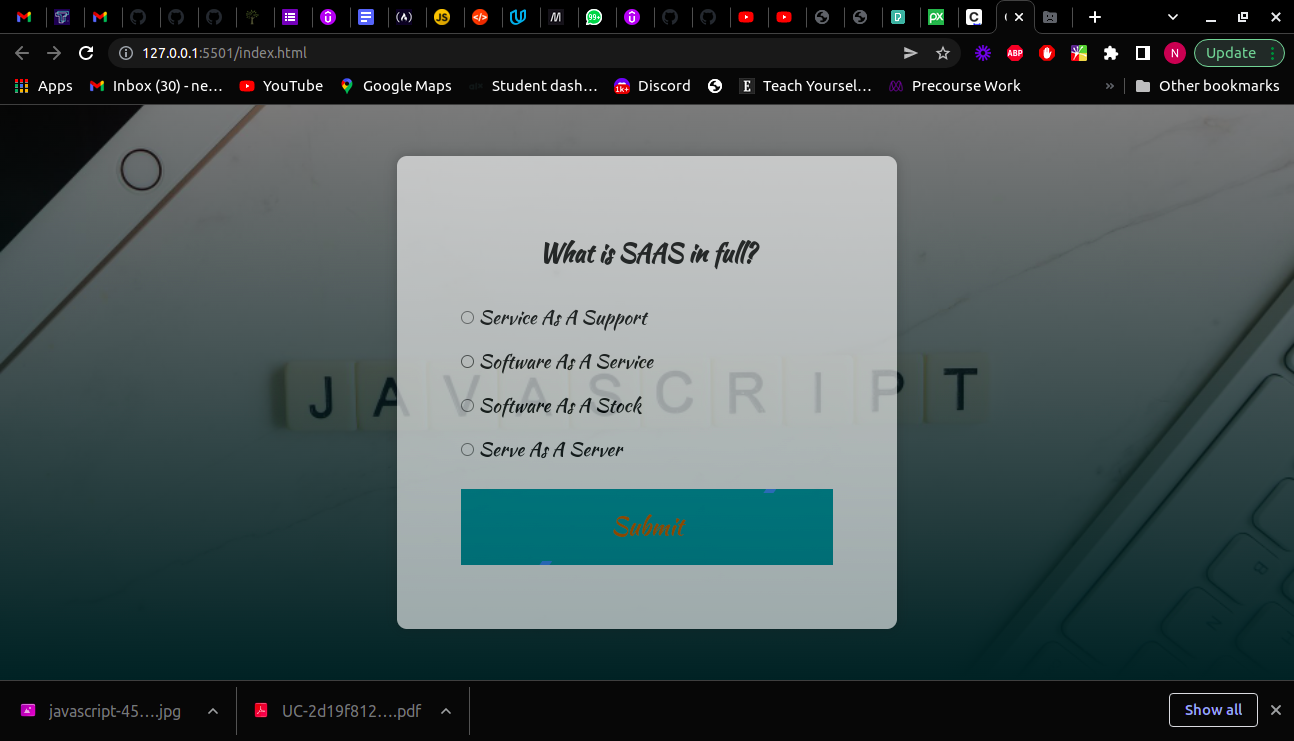 127.0.0.1:5501/index.html
Update
Apps
Inbox (30) - ne…
YouTube
Google Maps
Student dash…
1k+
Discord
Teach Yoursel…
Precourse Work
»
Other bookmarks
What is SAAS in full?
Service As A Support
Software As A Service
Software As A Stock
Serve As A Server
JAVASCRIPT
Submit
javascript-45….jpg
UC-2d19f812….pdf
Show all